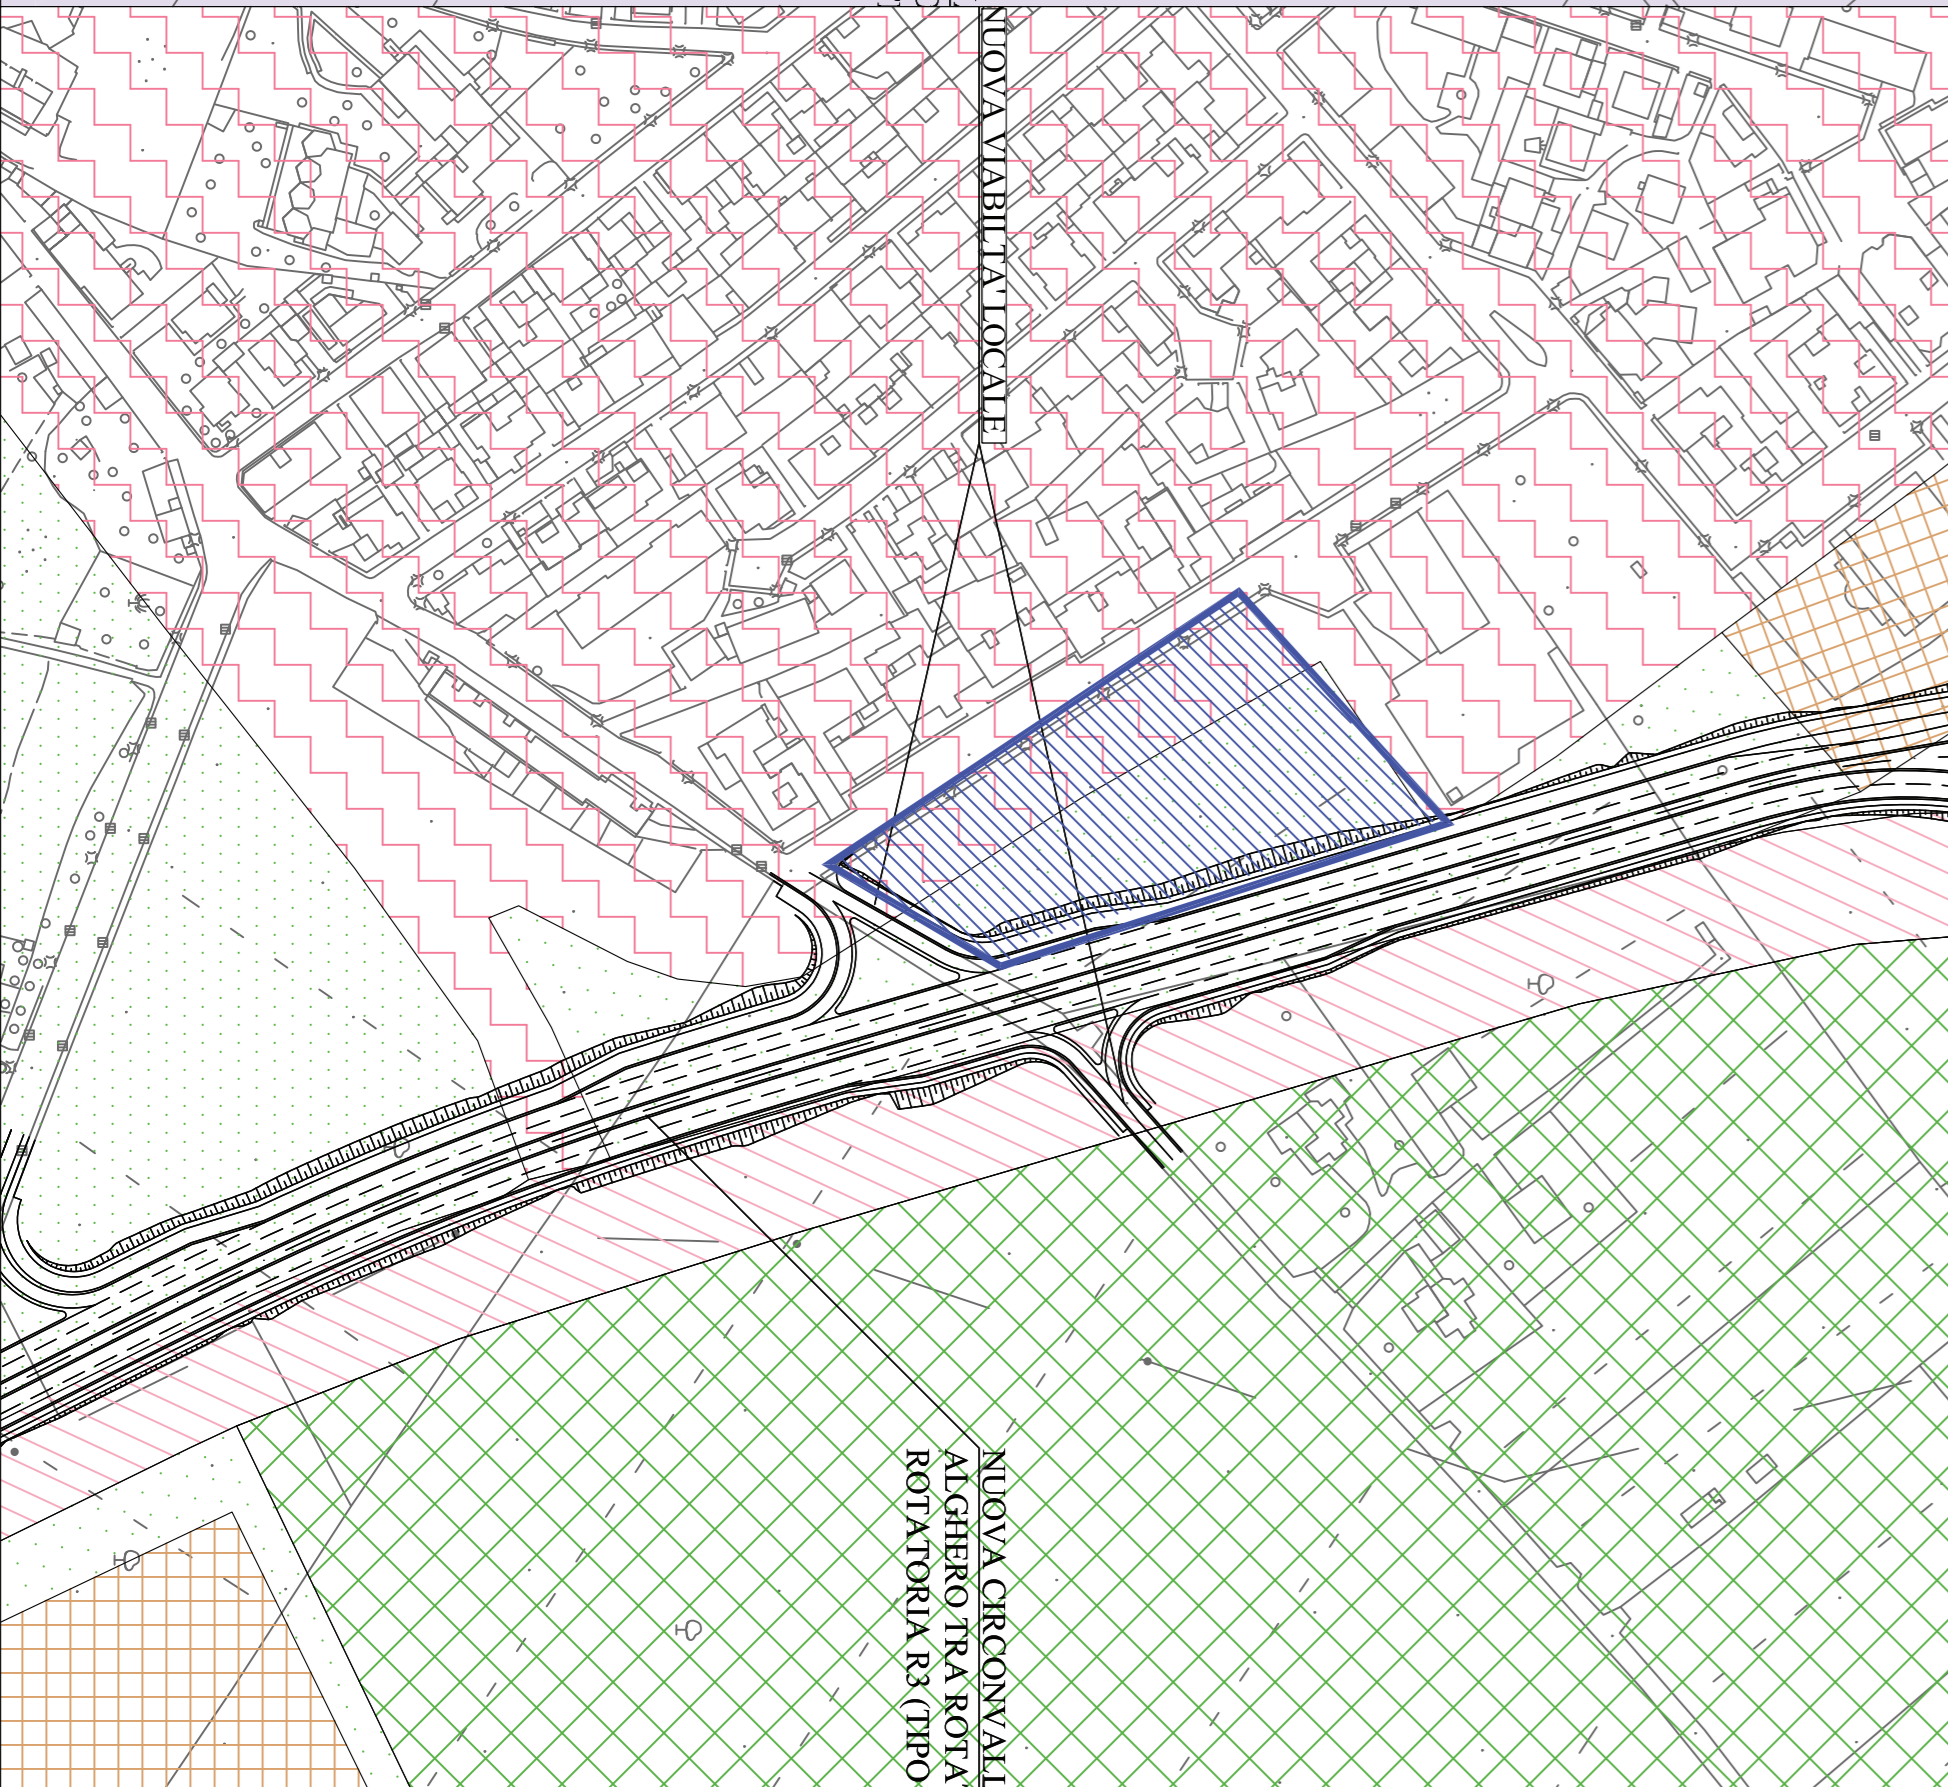 NUOVA VIABILTA' LOCALE
NUOVA CIRCONVALL
ALGHERO TRA ROTA
ROTATORIA R3 (TIPO